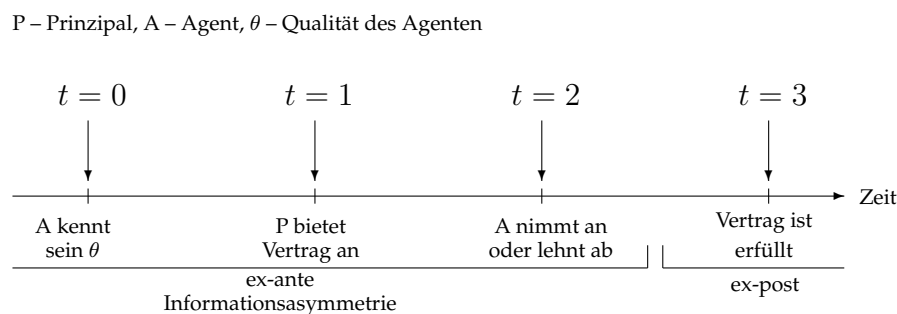 P – Prinzipal, A – Agent, θ – Qualität des Agenten
t = 0
t = 1
t = 2
t = 3
Zeit
A kennt
sein θ
P bietet
Vertrag an
A nimmt an
oder lehnt ab
Vertrag ist
erfüllt
ex-ante
Informationsasymmetrie
ex-post